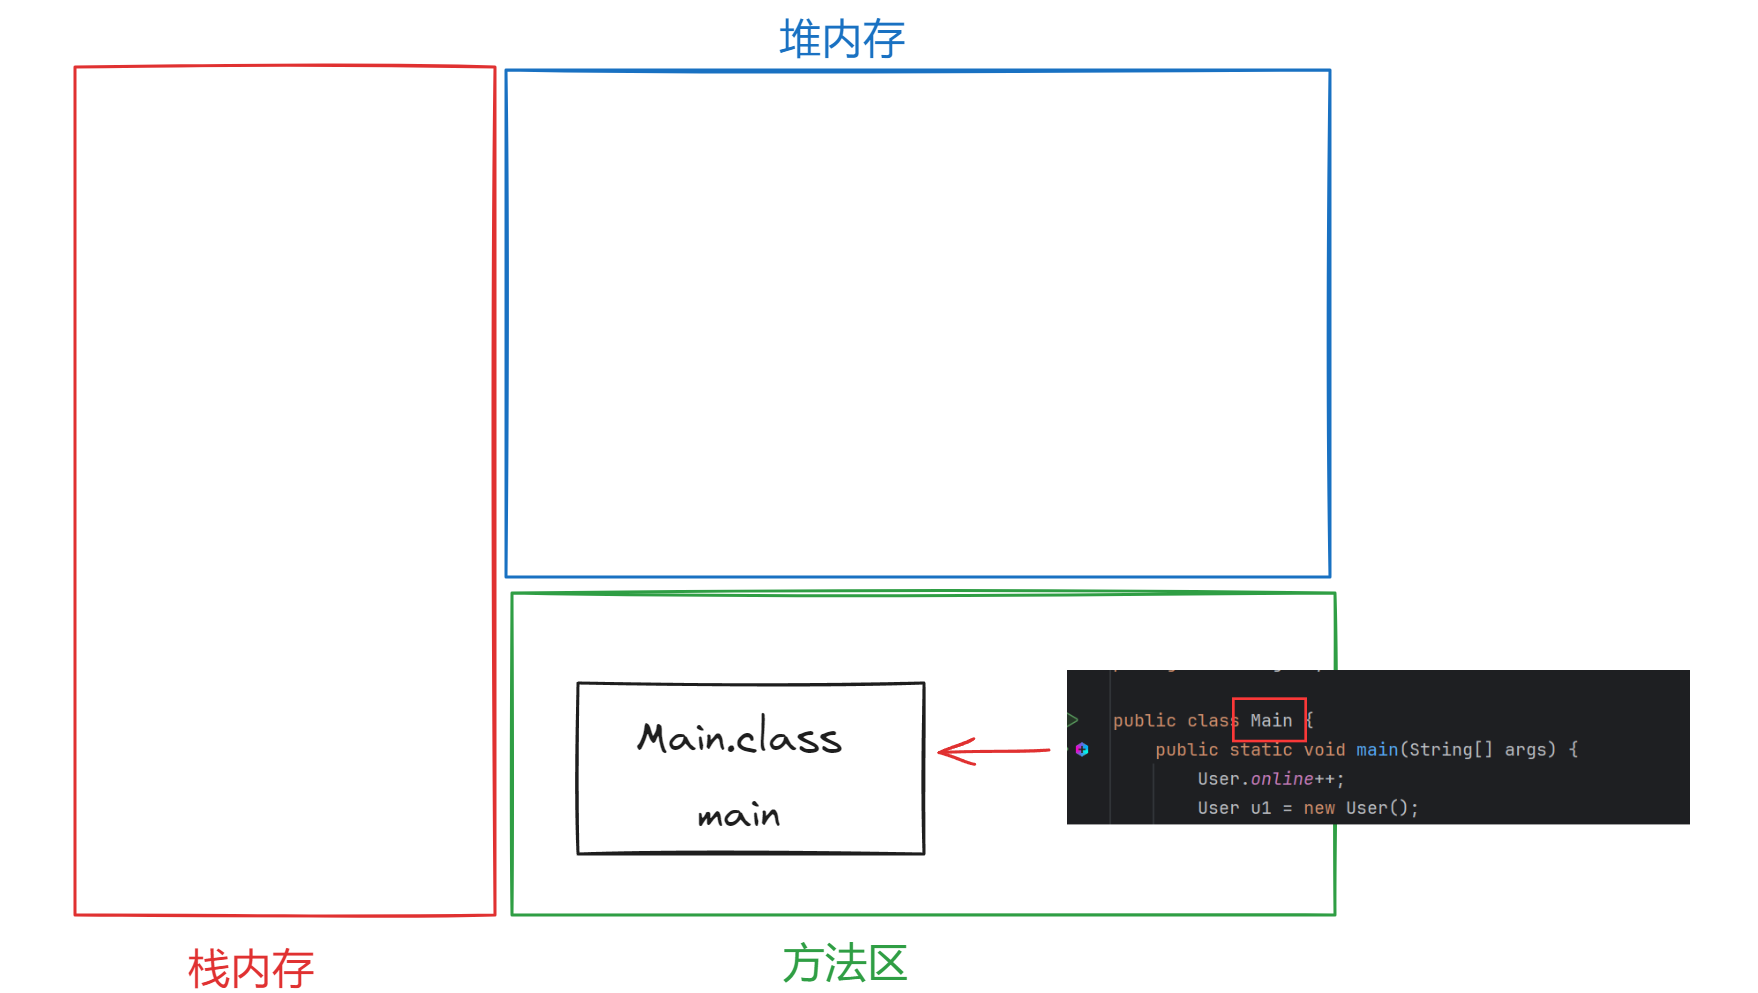 堆内存
Main.class
main
public class Main {
public static void main(String[] args) {
User.online++;
User u1 = new User();
栈内存
方法区